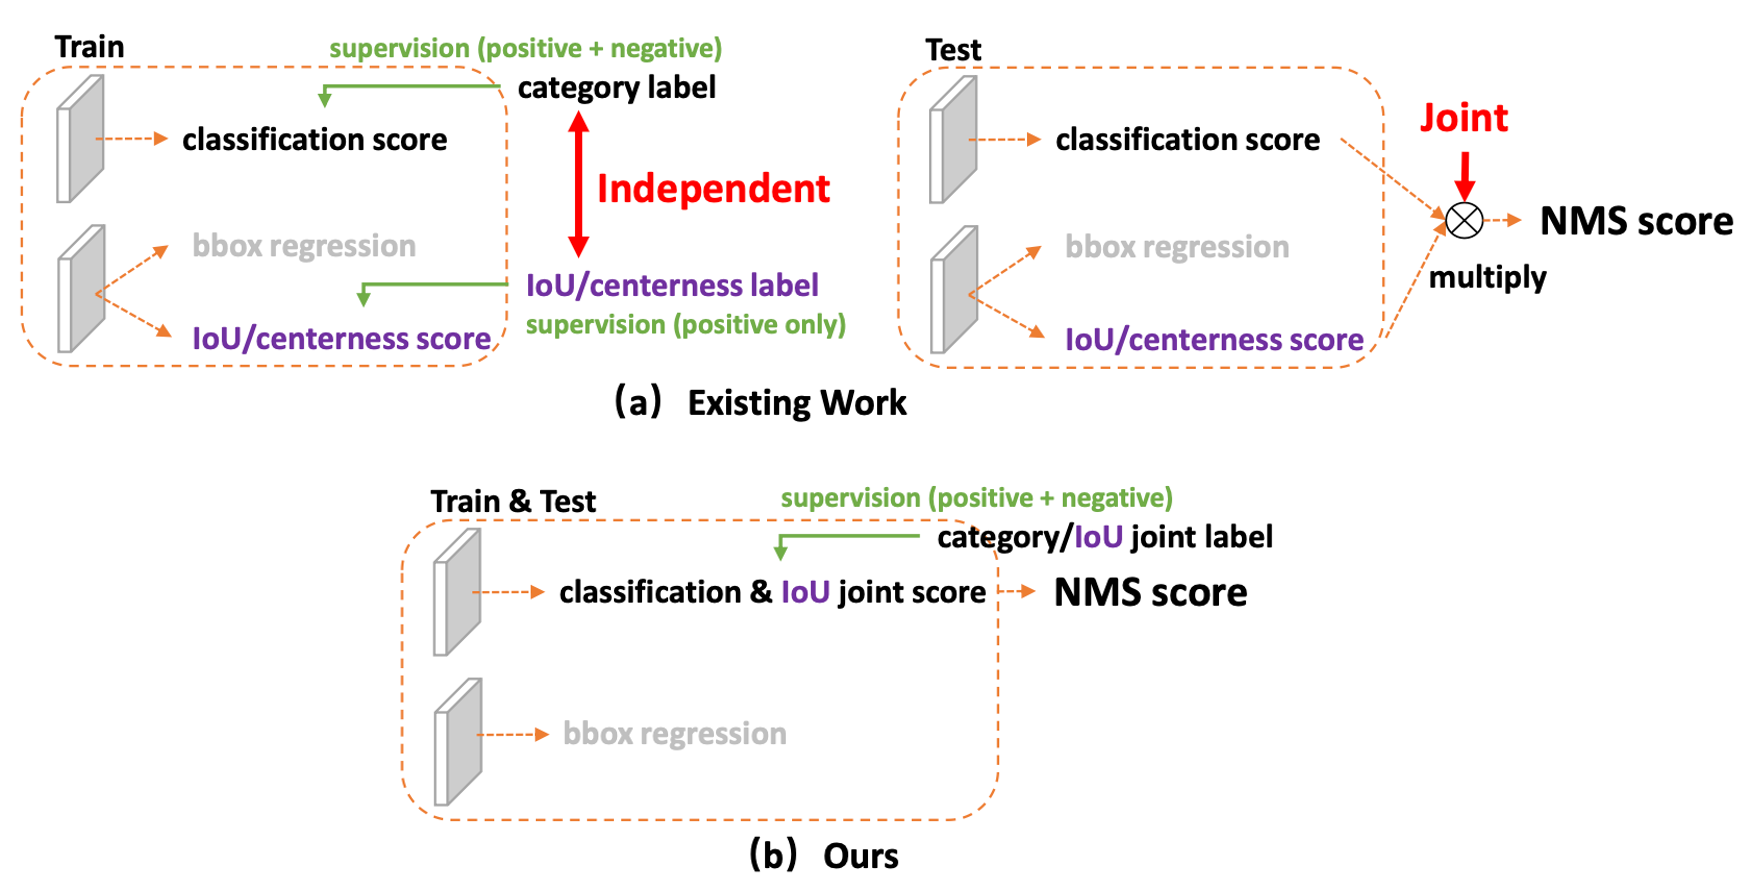 Train
supervision (positive + negative)
category label
classification score
Independent
bbox regression
IoU/centerness label
supervision (positive only)
IoU/centerness score
Test
classification score
Joint
NMS score
bbox regression
multiply
IoU/centerness score
(a) Existing Work
Train & Test
supervision (positive + negative)
category/IoU joint label
classification & IoU joint score
NMS score
bbox regression
(b) Ours